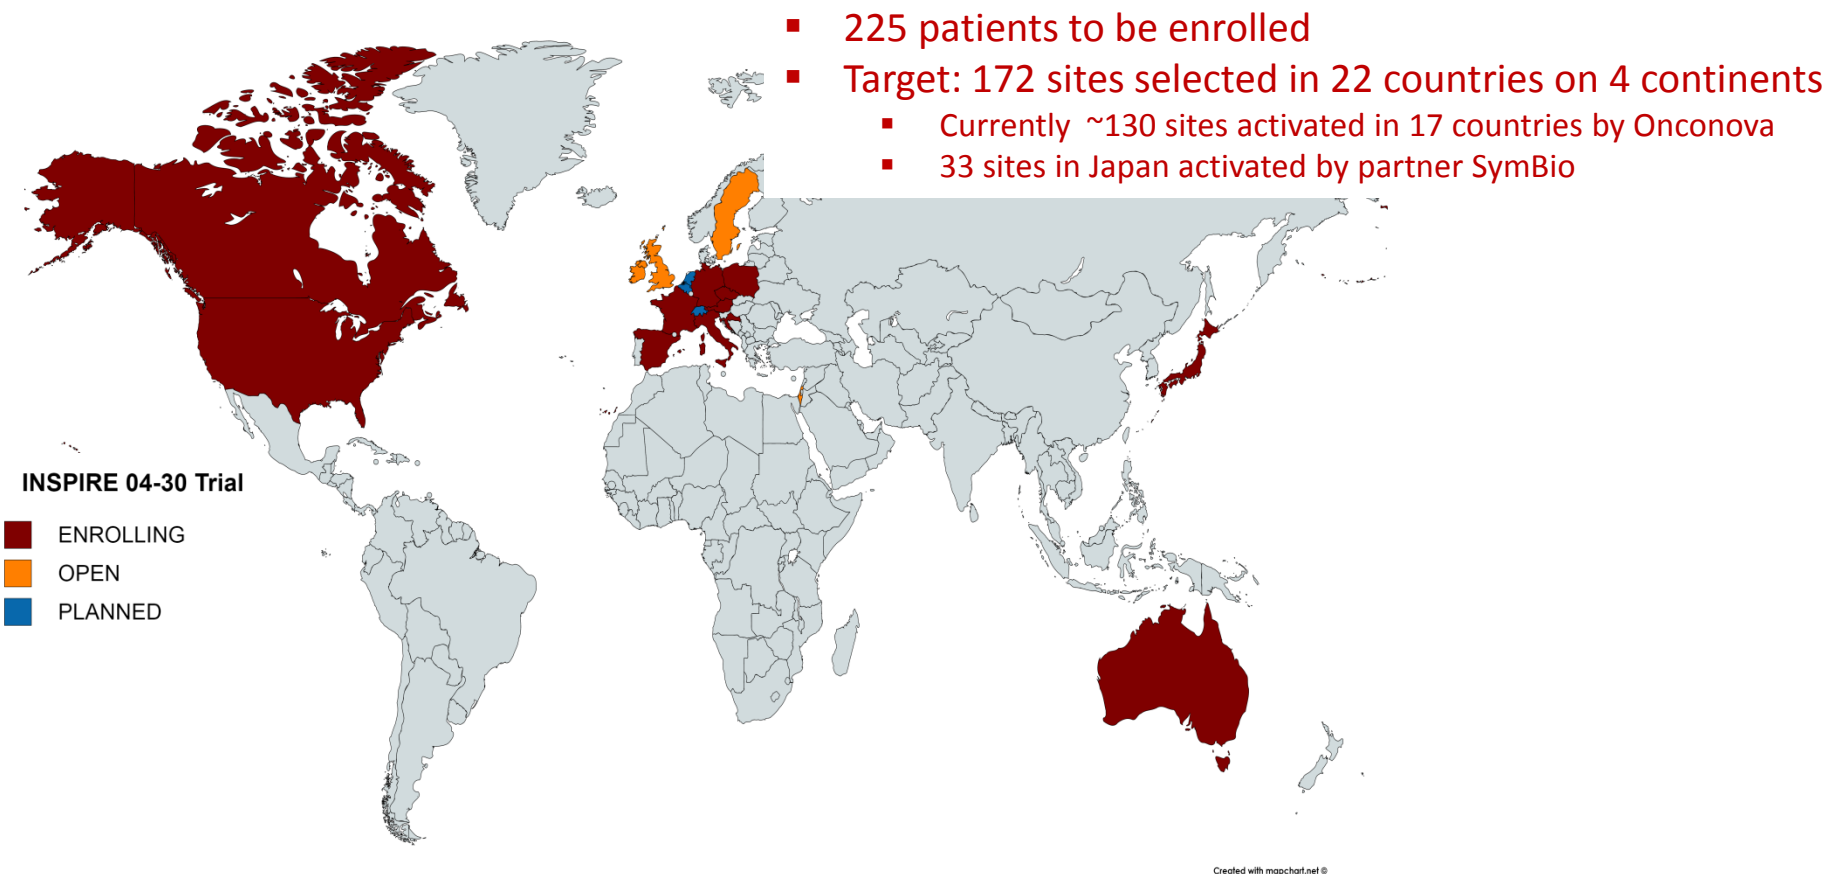 ▪ 225 patients to be enrolled
▪ Target: 172 sites selected in 22 countries on 4 continents
▪ Currently ~130 sites activated in 17 countries by Onconova
▪ 33 sites in Japan activated by partner SymBio
INSPIRE 04-30 Trial
ENROLLING
OPEN
PLANNED
Created with mapchart.net ©